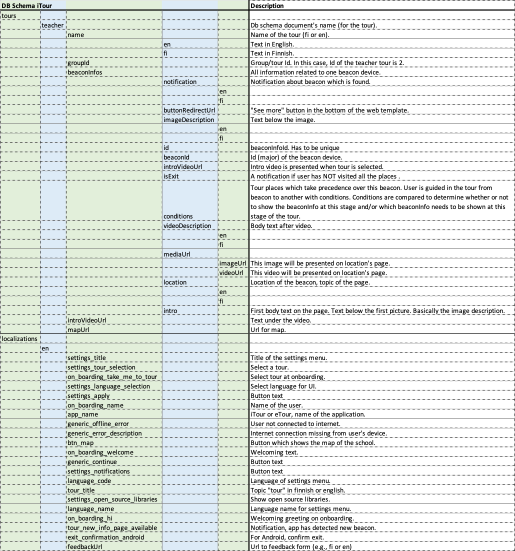 DB Schema iTour Description
tours
teacher Db schema document's name (for the tour).
name Name of the tour (fi or en).
en Text in English.
fi Text in Finnish.
groupId Group/tour Id. In this case, Id of the teacher tour is 2.
beaconInfos All information related to one beacon device.
notification Notification about beacon which is found.
en
fi
buttonRedirectUrl "See more" button in the bottom of the web template.
imageDescription Text below the image.
en
fi
id beaconInfoId. Has to be unique
beaconId Id (major) of the beacon device.
introVideoUrl Intro video is presented when tour is selected.
isExit A notification if user has NOT visited all the places .
Tour places which take precedence over this beacon. User is guided in the tour from
beacon to another with conditions. Conditions are compared to determine whether or not
to show the beaconInfo at this stage and/or which beaconInfo needs to be shown at this
conditions stage of the tour.
videoDescription Body text after video.
en
fi
mediaUrl
imageUrl This image will be presented on location's page.
videoUrl This video will be presented on location's page.
location Location of the beacon, topic of the page.
en
fi
intro First body text on the page. Text below the first picture. Basically the image description.
introVideoUrl Text under the video.
mapUrl Url for map.
localizations
en
settings_title Title of the settings menu.
settings_tour_selection Select a tour.
on_boarding_take_me_to_tour Select tour at onboarding.
settings_language_selection Select language for UI.
settings_apply Button text
on_boarding_name Name of the user.
app_name iTour or eTour, name of the application.
generic_offline_error User not connected to internet.
generic_error_description Internet connection missing from user's device.
btn_map Button which shows the map of the school.
on_boarding_welcome Welcoming text.
generic_continue Button text
settings_notifications Button text
language_code Language of settings menu.
tour_title Topic "tour" in finnish or english.
settings_open_source_libraries Show open source libraries.
language_name Language name for settings menu.
on_boarding_hi Welcoming greeting on onboarding.
tour_new_info_page_available Notification, app has detected new beacon.
exit_confirmation_android For Android, confirm exit.
feedbackUrl Url to feedback form (e.g., fi or en)